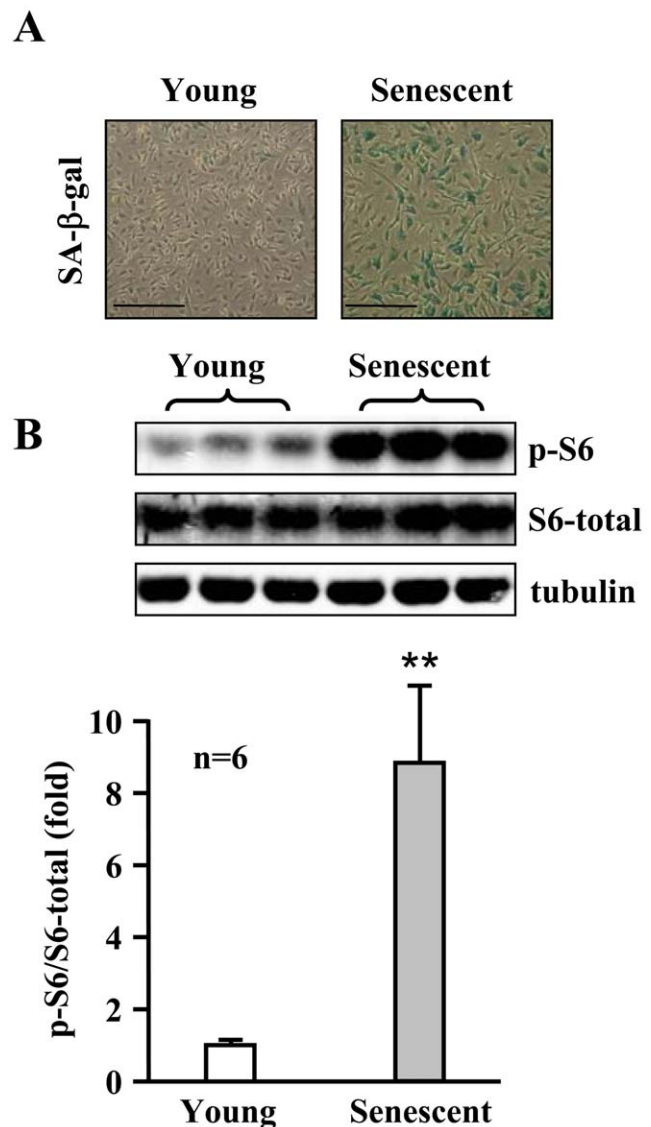 A
Young Senescent
SA-β-gal
Young Senescent
B
p-S6
S6-total
tubulin
**
10
n=6
8
6
4
2
0
p-S6/S6-total (fold)
Young Senescent